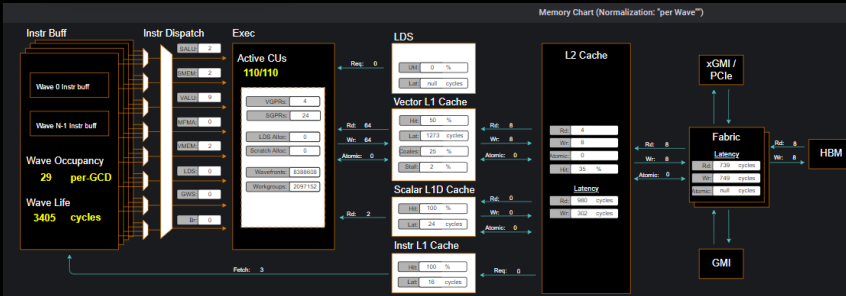 Memory Chart (Normalization: "per Wave"")
Instr Buff
Instr Dispatch
Exec
LDS
L2 Cache
Wave 0 Instr buff
Wave N-1 Instr buff
Wave Occupancy
29 per-GCD
Wave Life
3405 cycles
SALU: 2
SMEM: 2
VALU: 9
MFMA: 0
VMEM: 2
LDS: 0
GWS: 0
Br: 0
Active CUs
110/110
VGPRs: 4
SGPRs: 24
LDS Alloc: 0
Scratch Alloc: 0
Wavefronts: 8388608
Workgroups: 2097152
Req: 0
Util: 0 %
Lat: null cycles
Vector L1 Cache
Rd: 64
Wr: 64
Atomic: 0
Hit: 50 %
Lat: 1273 cycles
Coales: 25 %
Stall: 2 %
Rd: 8
Wr: 8
Atomic: 0
Scalar L1D Cache
Rd: 2
Hit: 100 %
Lat: 24 cycles
Rd: 0
Wr: 0
Atomic: 0
Instr L1 Cache
Fetch: 3
Hit: 100 %
Lat: 16 cycles
Req: 0
Rd: 4
Wr: 8
Atomic: 0
Hit: 35 %
Latency
Rd: 980 cycles
Wr: 302 cycles
Rd: 8
Wr: 8
Atomic: 0
xGMI /
PCIe
Fabric
Latency
Rd: 739 cycles
Wr: 749 cycles
Atomic: null cycles
GMI
Rd: 8
Wr: 8
HBM